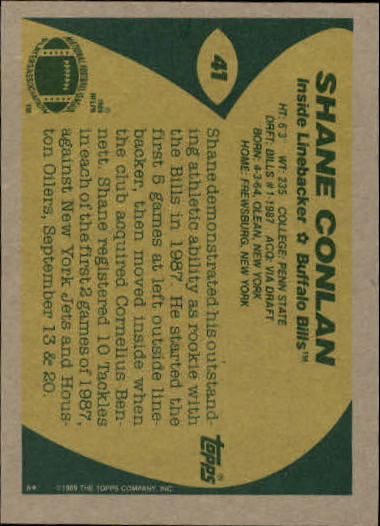 41
SHANE CONLAN
Inside Linebacker ✪ Buffalo Bills™
HT: 6'3 WT: 235 COLLEGE: PENN STATE
DRFT: BILLS #1-1987 ACQ: VIA DRAFT
BORN: 4-3-64, OLEAN, NEW YORK
HOME: FREWSBURG, NEW YORK
Shane demonstrated his outstand-
ing athletic ability as rookie with
the Bills in 1987. He started the
first 5 games at left outside line-
backer, then moved inside when
the club acquired Cornelius Ben-
nett. Shane registered 10 Tackles
in each of the first 2 games of 1987,
against New York Jets and Hous-
ton Oilers, September 13 & 20.
topps®
©1989 THE TOPPS COMPANY, INC.